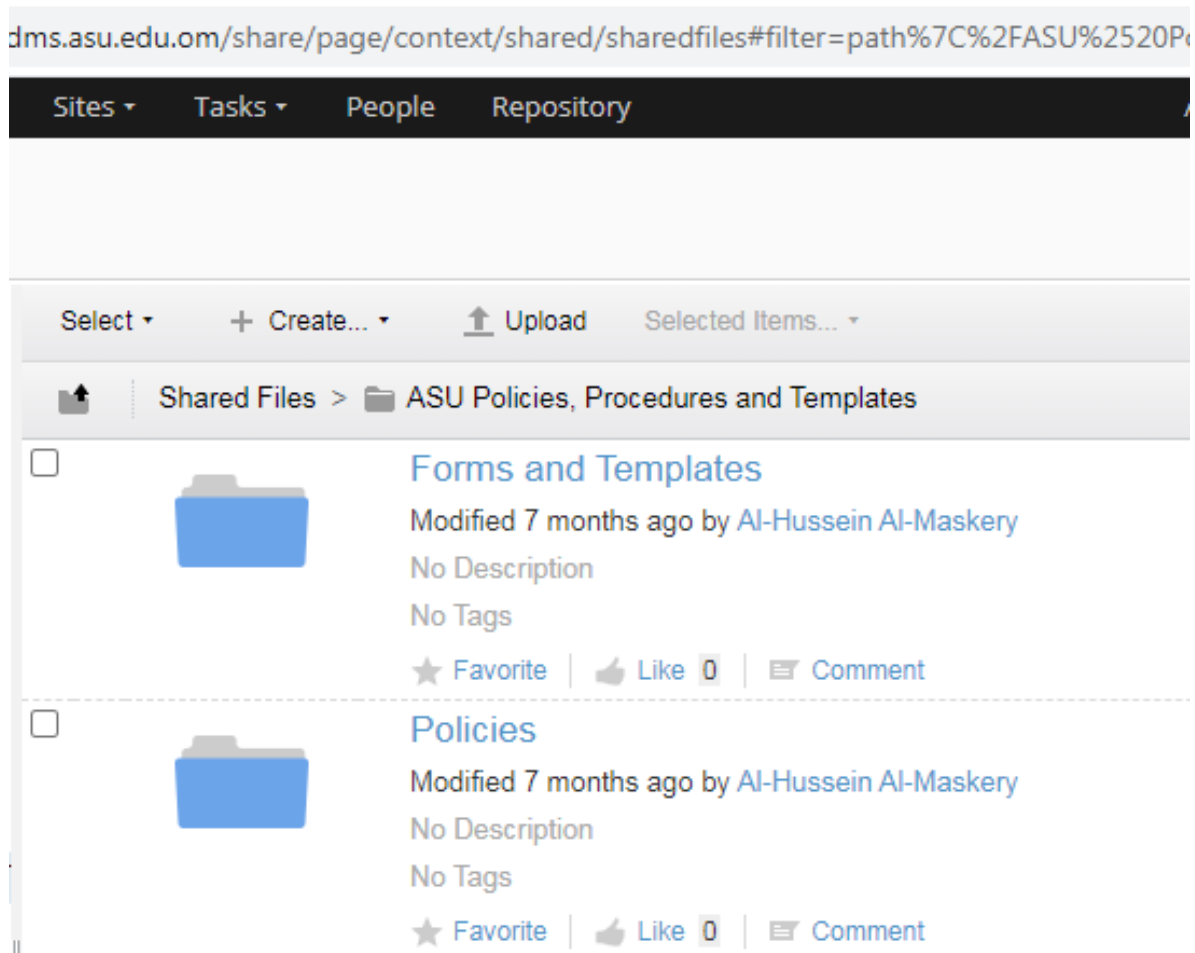 dms.asu.edu.om/share/page/context/shared/sharedfiles#filter=path%7C%2FASU%2520P
Sites Tasks People Repository
Select + Create... Upload Selected Items...
Shared Files > ASU Policies, Procedures and Templates
Forms and Templates
Modified 7 months ago by Al-Hussein Al-Maskery
No Description
No Tags
Favorite Like 0 Comment
Policies
Modified 7 months ago by Al-Hussein Al-Maskery
No Description
No Tags
Favorite Like 0 Comment